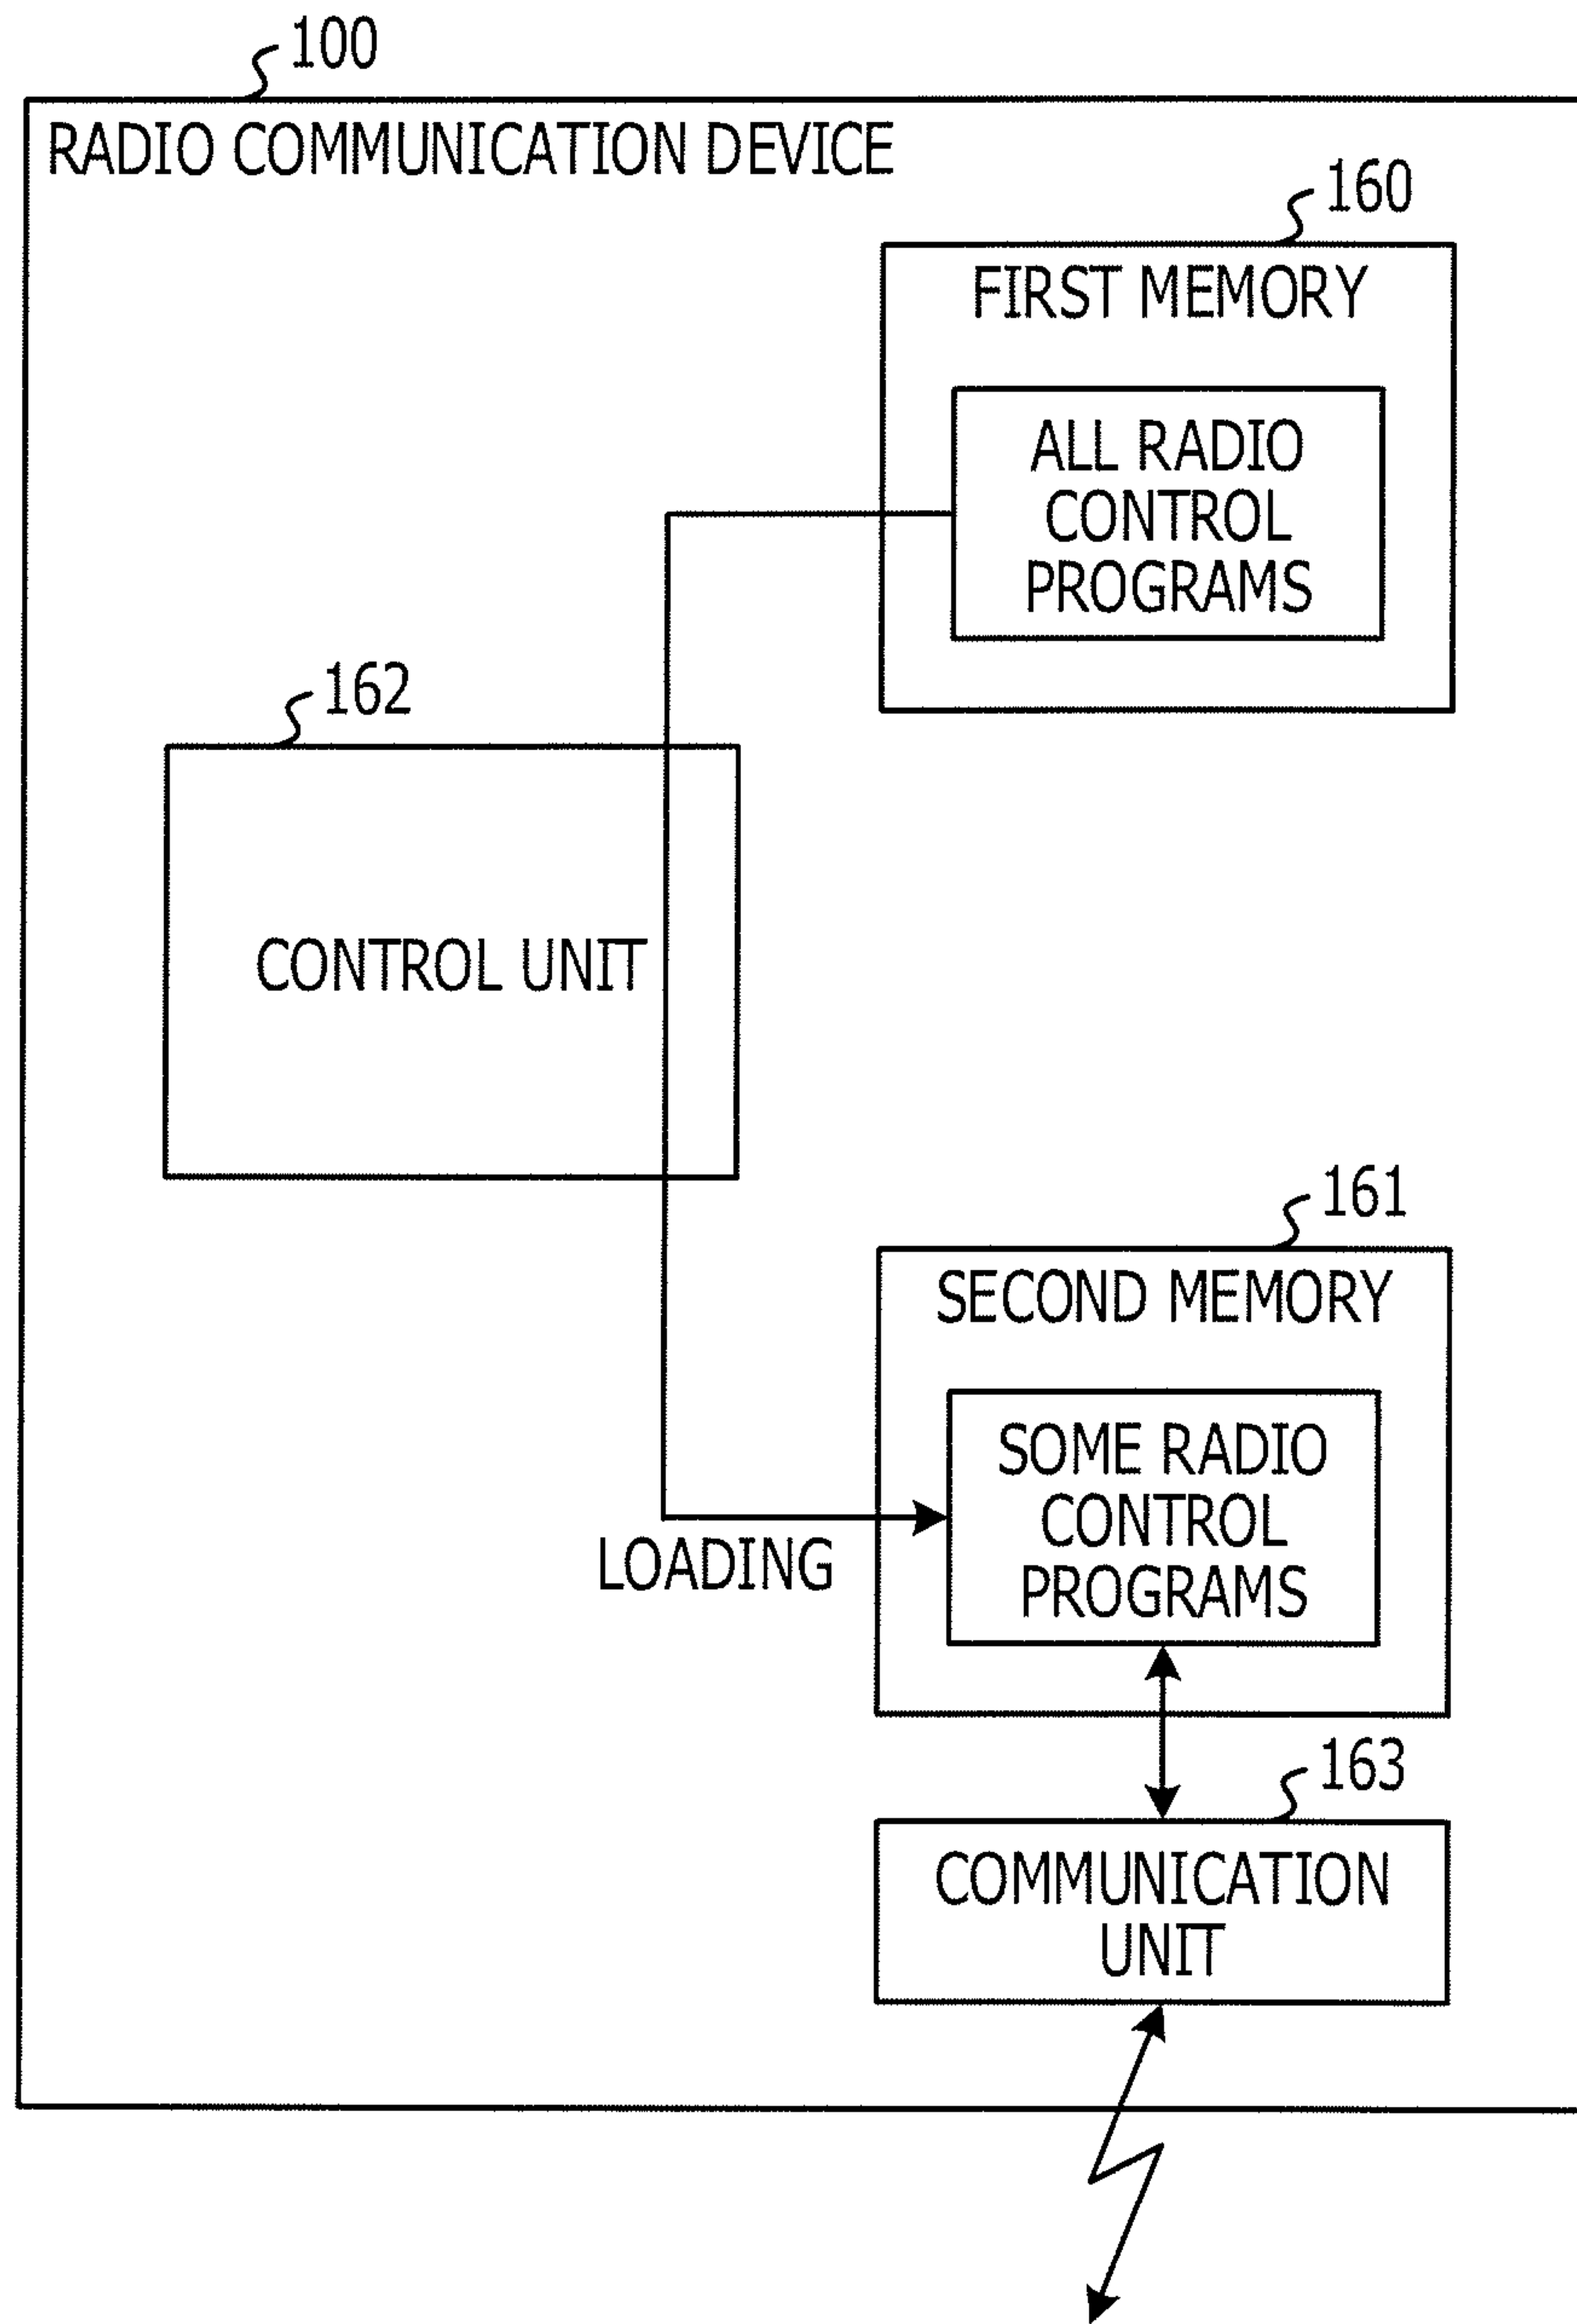 100
RADIO COMMUNICATION DEVICE
160
FIRST MEMORY
ALL RADIO
CONTROL
PROGRAMS
162
CONTROL UNIT
161
SECOND MEMORY
SOME RADIO
CONTROL
PROGRAMS
LOADING
163
COMMUNICATION
UNIT